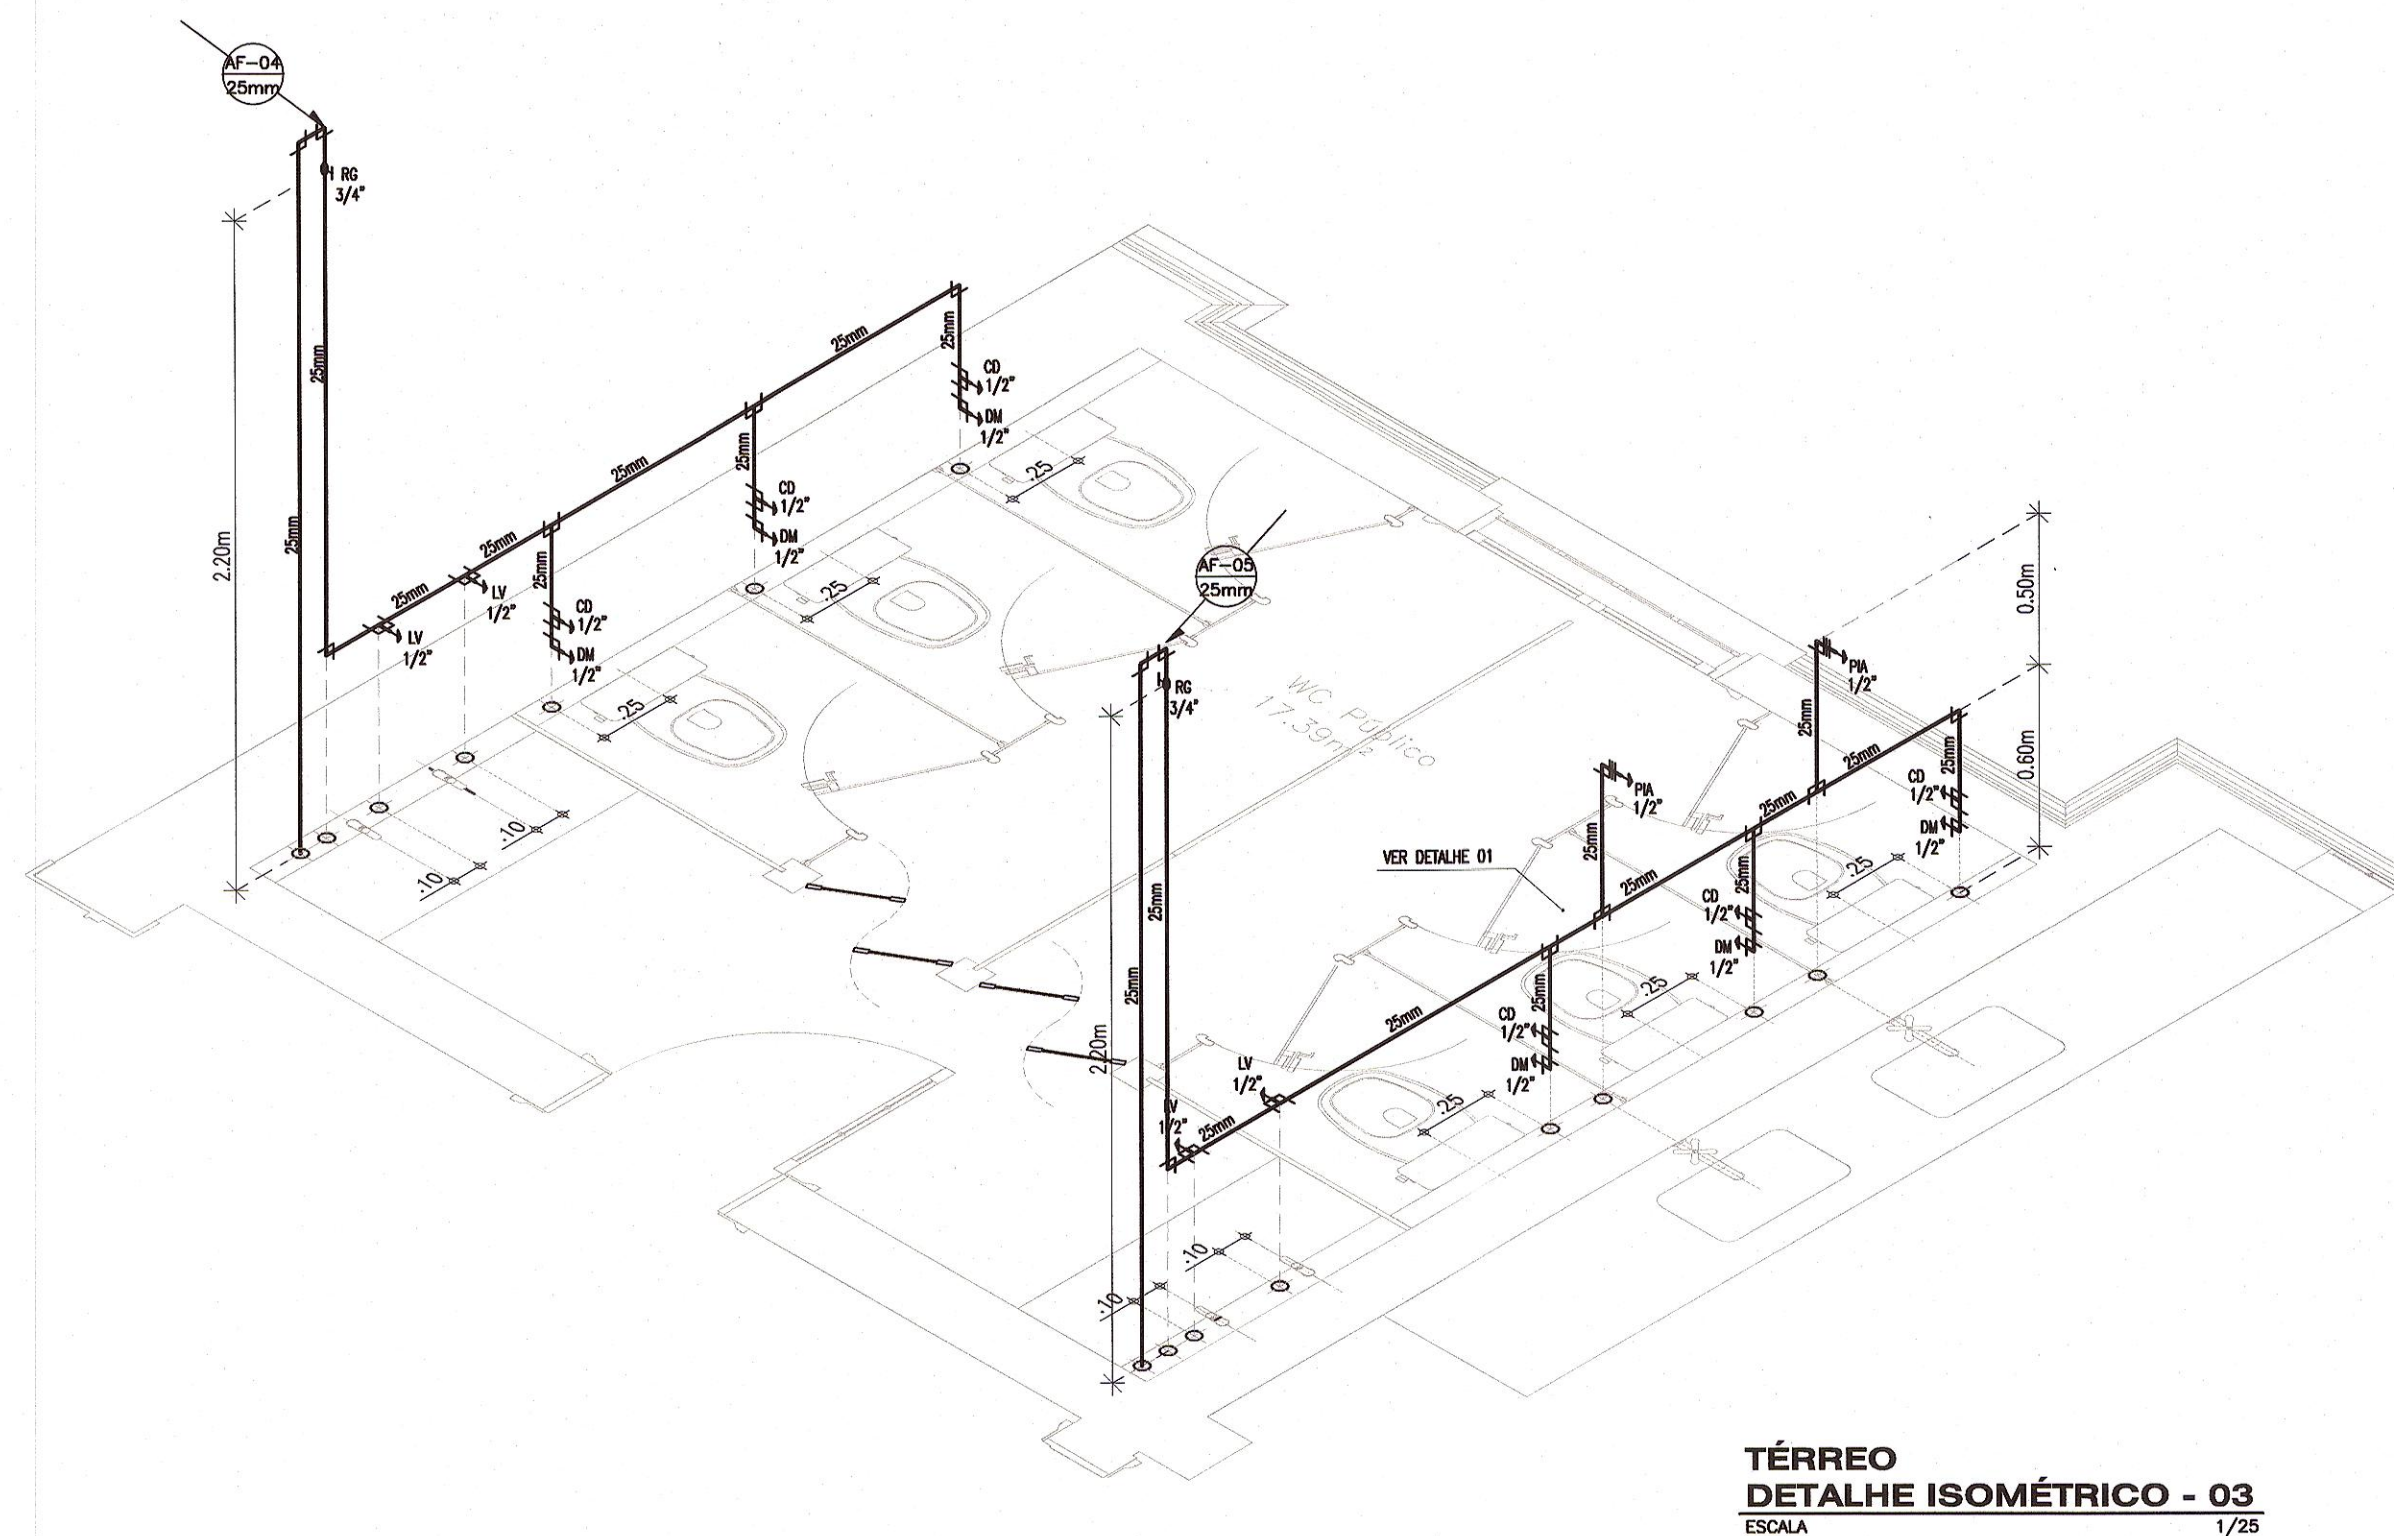 AF-04
25mm
RG
3/4"
2.20m
25mm
25mm
25mm
25mm
25mm
25mm
25mm
25mm
25mm
LV
1/2"
LV
1/2"
CD
1/2"
DM
1/2"
CD
1/2"
DM
1/2"
CD
1/2"
DM
1/2"
.25
.25
.25
.10
.10
AF-05
25mm
RG
3/4"
WC Público
17.39m²
2.20m
25mm
25mm
VER DETALHE 01
PIA
1/2"
PIA
1/2"
0.50m
0.60m
25mm
25mm
25mm
25mm
25mm
25mm
25mm
25mm
25mm
25mm
CD
1/2"
DM
1/2"
CD
1/2"
DM
1/2"
CD
1/2"
DM
1/2"
LV
1/2"
LV
1/2"
.25
.25
.25
.10
.10
TÉRREO
DETALHE ISOMÉTRICO - 03
ESCALA 1/25